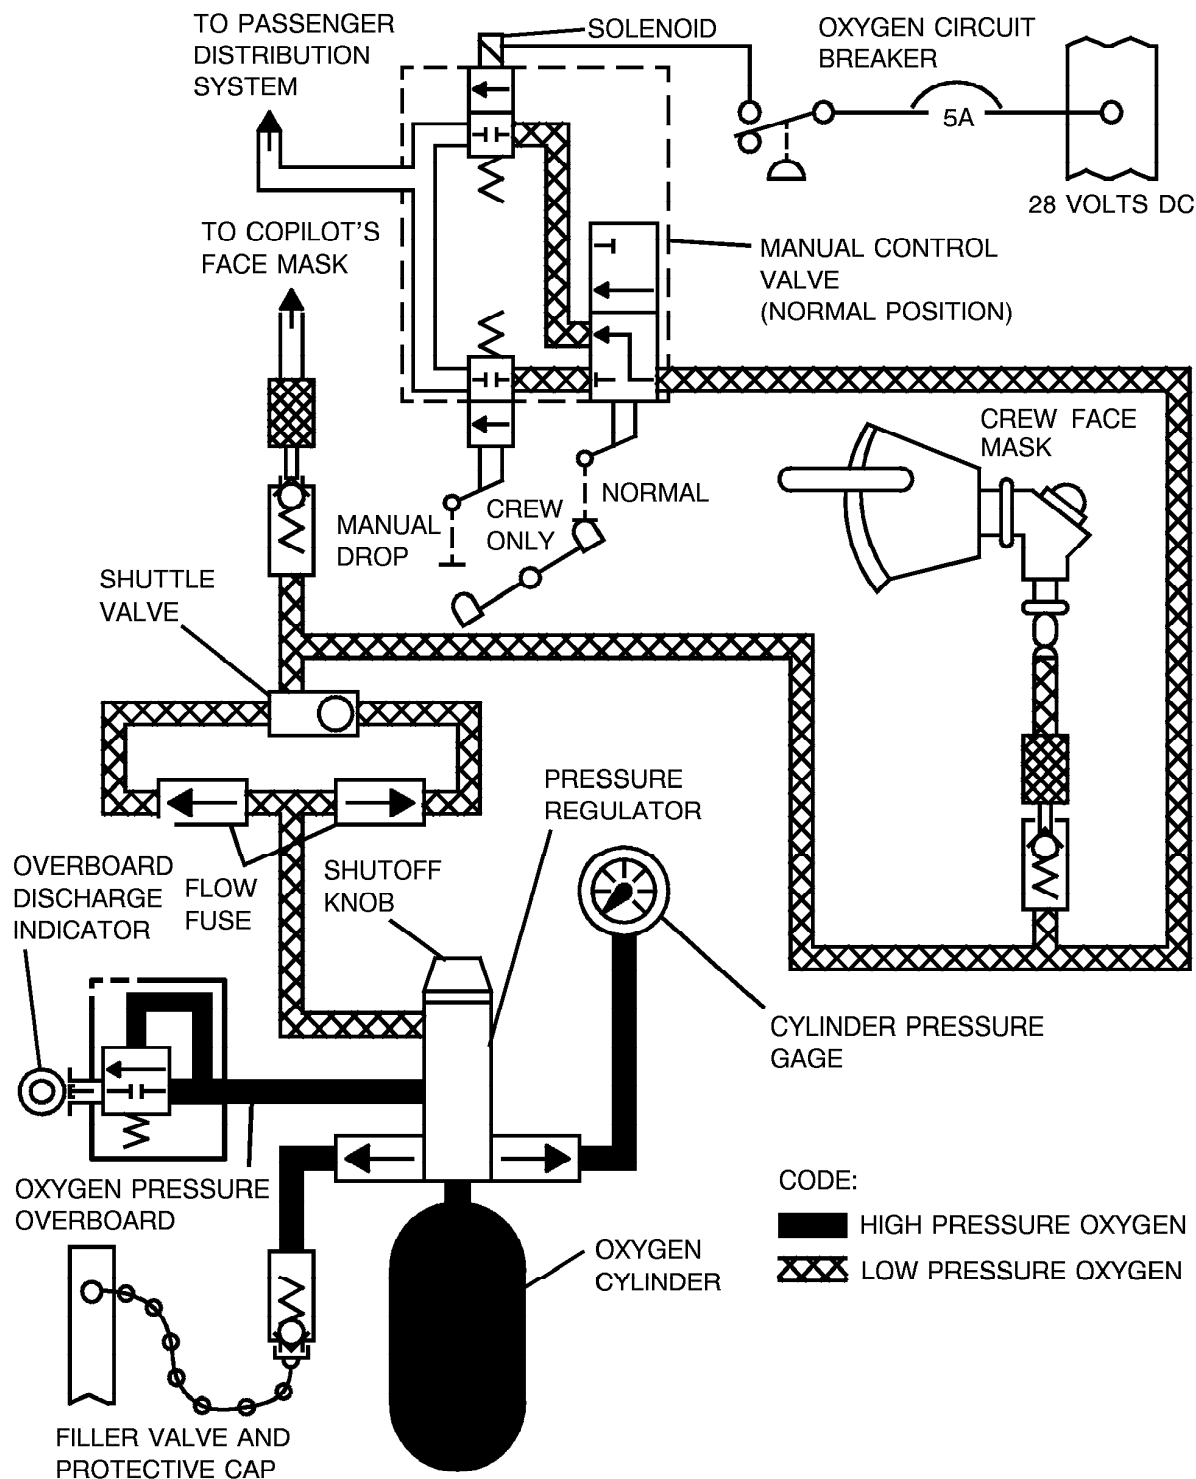 TO PASSENGER
DISTRIBUTION
SYSTEM
SOLENOID
OXYGEN CIRCUIT
BREAKER
5A
28 VOLTS DC
TO COPILOT'S
FACE MASK
MANUAL CONTROL
VALVE
(NORMAL POSITION)
CREW FACE
MASK
NORMAL
CREW
ONLY
MANUAL
DROP
SHUTTLE
VALVE
PRESSURE
REGULATOR
OVERBOARD
DISCHARGE
INDICATOR
FLOW
FUSE
SHUTOFF
KNOB
CYLINDER PRESSURE
GAGE
OXYGEN PRESSURE
OVERBOARD
CODE:
HIGH PRESSURE OXYGEN
LOW PRESSURE OXYGEN
OXYGEN
CYLINDER
FILLER VALVE AND
PROTECTIVE CAP